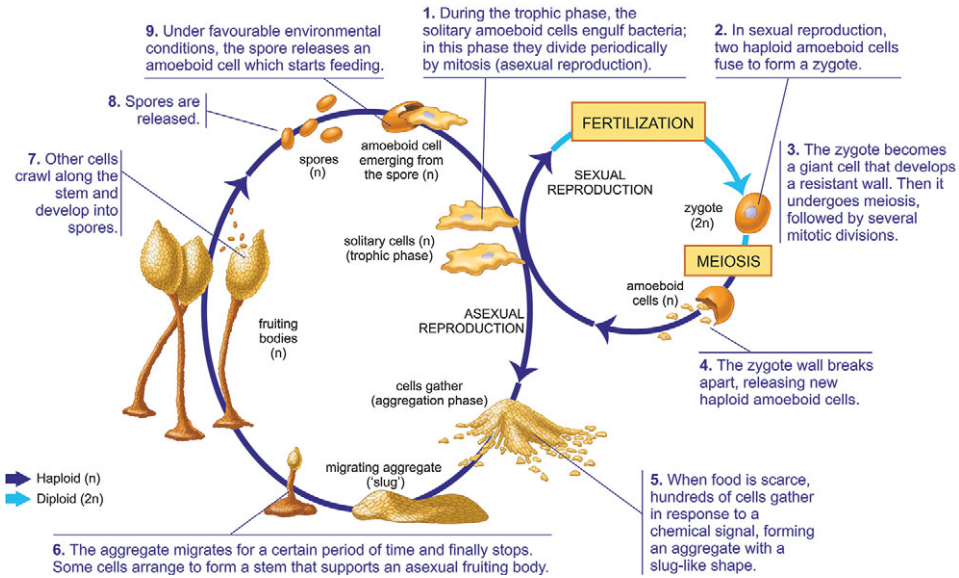 1. During the trophic phase, the
solitary amoeboid cells engulf bacteria;
in this phase they divide periodically
by mitosis (asexual reproduction).
2. In sexual reproduction,
two haploid amoeboid cells
fuse to form a zygote.
9. Under favourable environmental
conditions, the spore releases an
amoeboid cell which starts feeding.
8. Spores are
released.
7. Other cells
crawl along the
stem and
develop into
spores.
spores
(n)
amoeboid cell
emerging from
the spore (n)
FERTILIZATION
SEXUAL
REPRODUCTION
3. The zygote becomes
a giant cell that develops
a resistant wall. Then it
undergoes meiosis,
followed by several
mitotic divisions.
zygote
(2n)
MEIOSIS
solitary cells (n)
(trophic phase)
amoeboid
cells (n)
ASEXUAL
REPRODUCTION
fruiting
bodies
(n)
4. The zygote wall breaks
apart, releasing new
haploid amoeboid cells.
cells gather
(aggregation phase)
migrating aggregate
('slug')
Haploid (n)
Diploid (2n)
5. When food is scarce,
hundreds of cells gather
in response to a
chemical signal, forming
an aggregate with a
slug-like shape.
6. The aggregate migrates for a certain period of time and finally stops.
Some cells arrange to form a stem that supports an asexual fruiting body.